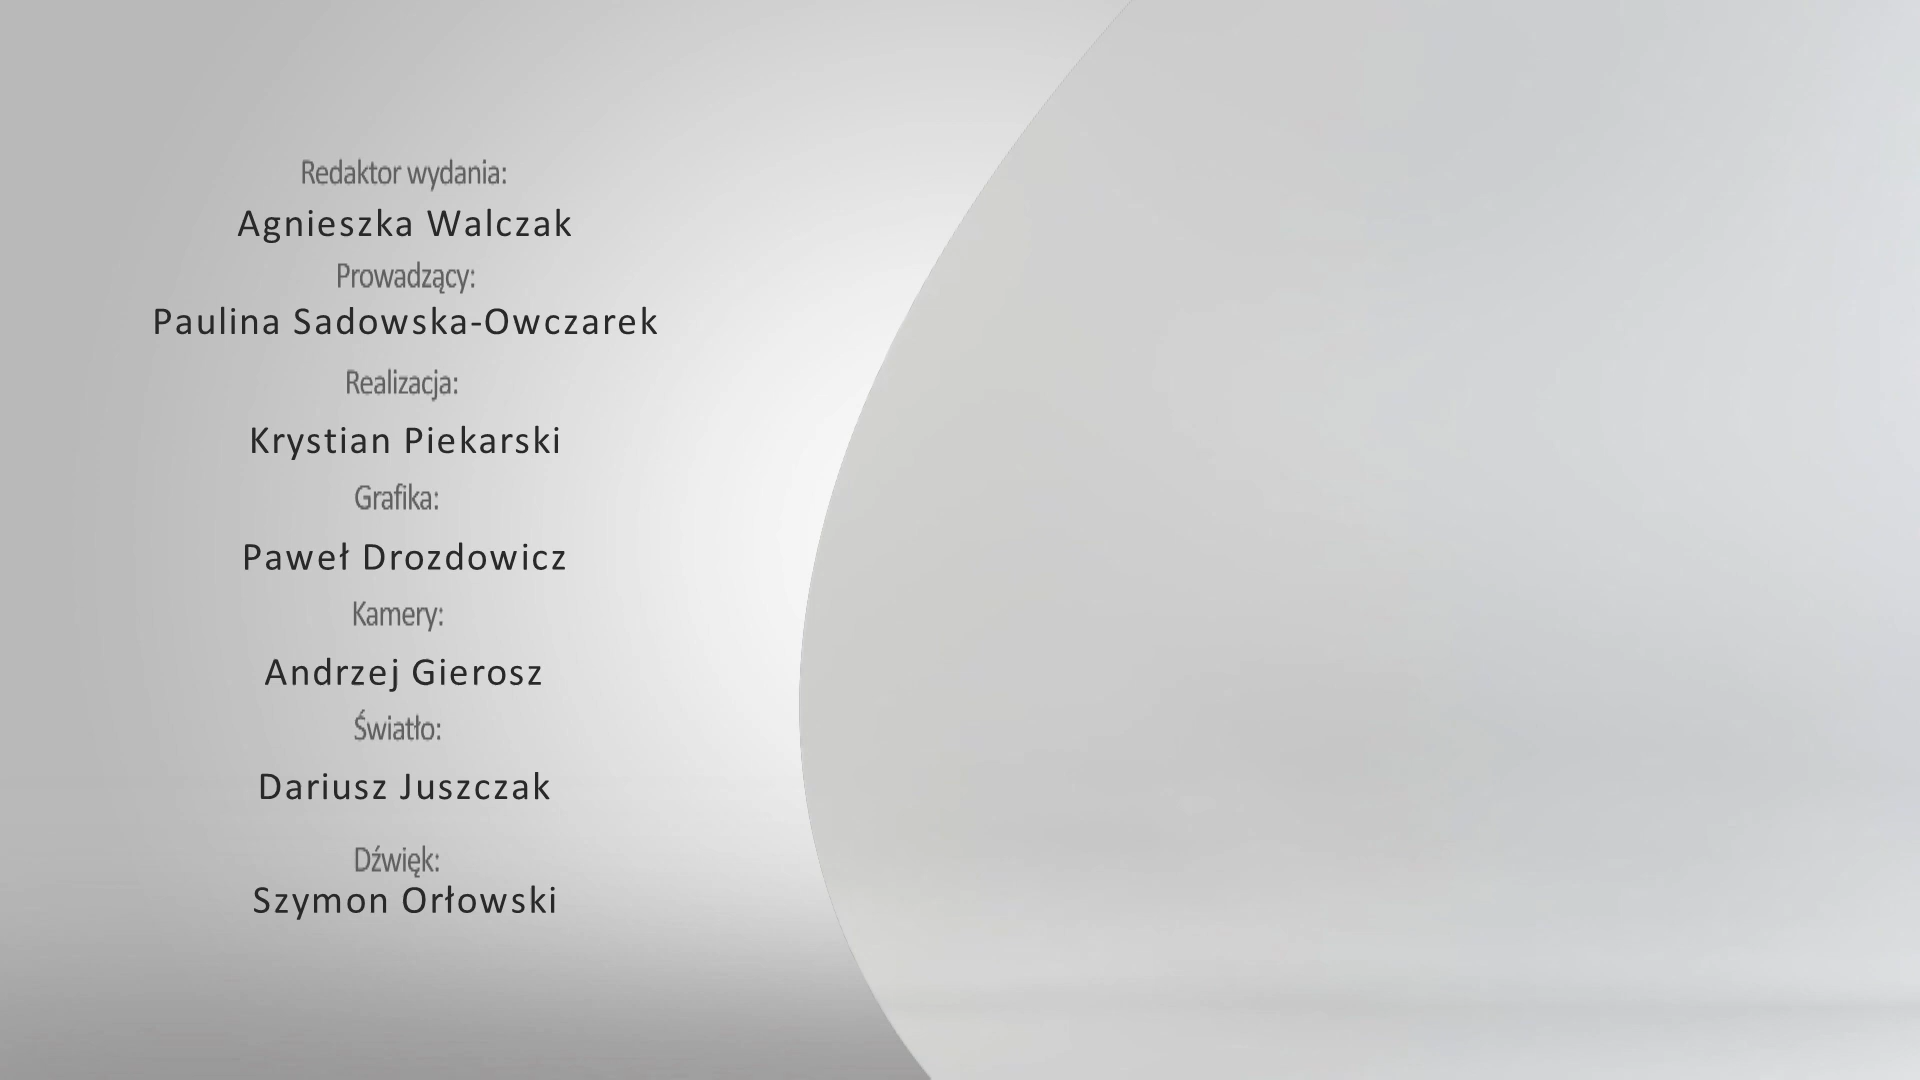 Redaktor wydania:
Agnieszka Walczak
Prowadzący:
Paulina Sadowska-Owczarek
Realizacja:
Krystian Piekarski
Grafika:
Paweł Drozdowicz
Kamery:
Andrzej Gierosz
Światło:
Dariusz Juszczak
Dźwięk:
Szymon Orłowski